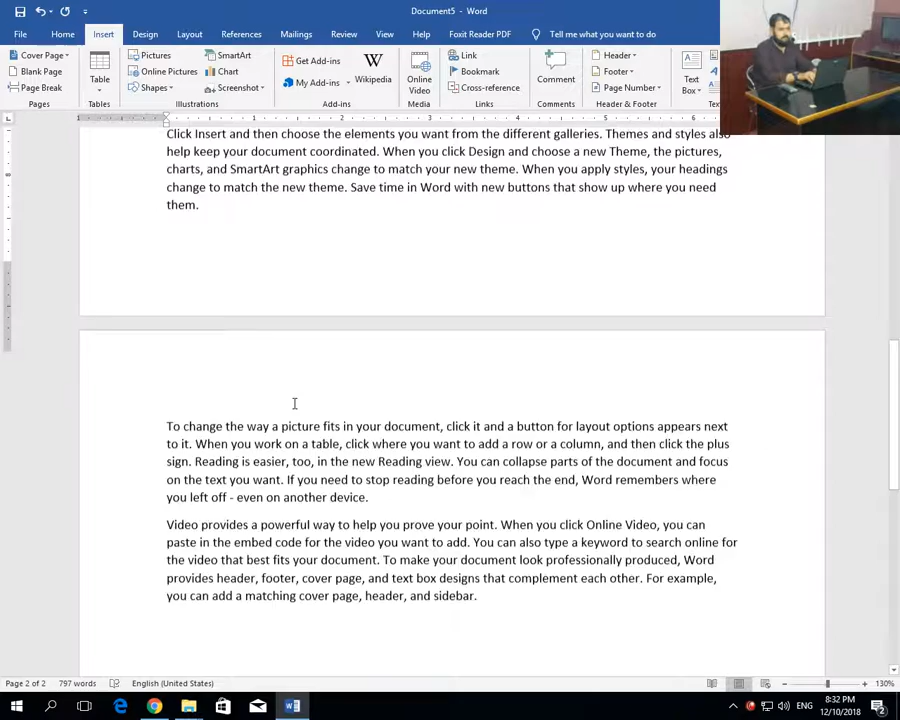 Document5 - Word
File Home Insert Design Layout References Mailings Review View Help Foxit Reader PDF Tell me what you want to do
Cover Page
Blank Page
Page Break
Pages
Table
Tables
Pictures
Online Pictures
Shapes
SmartArt
Chart
Screenshot
Illustrations
Get Add-ins
My Add-ins
Wikipedia
Add-ins
Online Video
Media
Link
Bookmark
Cross-reference
Links
Comment
Comments
Header
Footer
Page Number
Header & Footer
Text Box
1 1 2 3 4 5 6
Click Insert and then choose the elements you want from the different galleries. Themes and styles also
help keep your document coordinated. When you click Design and choose a new Theme, the pictures,
charts, and SmartArt graphics change to match your new theme. When you apply styles, your headings
change to match the new theme. Save time in Word with new buttons that show up where you need
them.
To change the way a picture fits in your document, click it and a button for layout options appears next
to it. When you work on a table, click where you want to add a row or a column, and then click the plus
sign. Reading is easier, too, in the new Reading view. You can collapse parts of the document and focus
on the text you want. If you need to stop reading before you reach the end, Word remembers where
you left off - even on another device.
Video provides a powerful way to help you prove your point. When you click Online Video, you can
paste in the embed code for the video you want to add. You can also type a keyword to search online for
the video that best fits your document. To make your document look professionally produced, Word
provides header, footer, cover page, and text box designs that complement each other. For example,
you can add a matching cover page, header, and sidebar.
Page 2 of 2 797 words English (United States) 130%
ENG 8:32 PM
12/10/2018
2